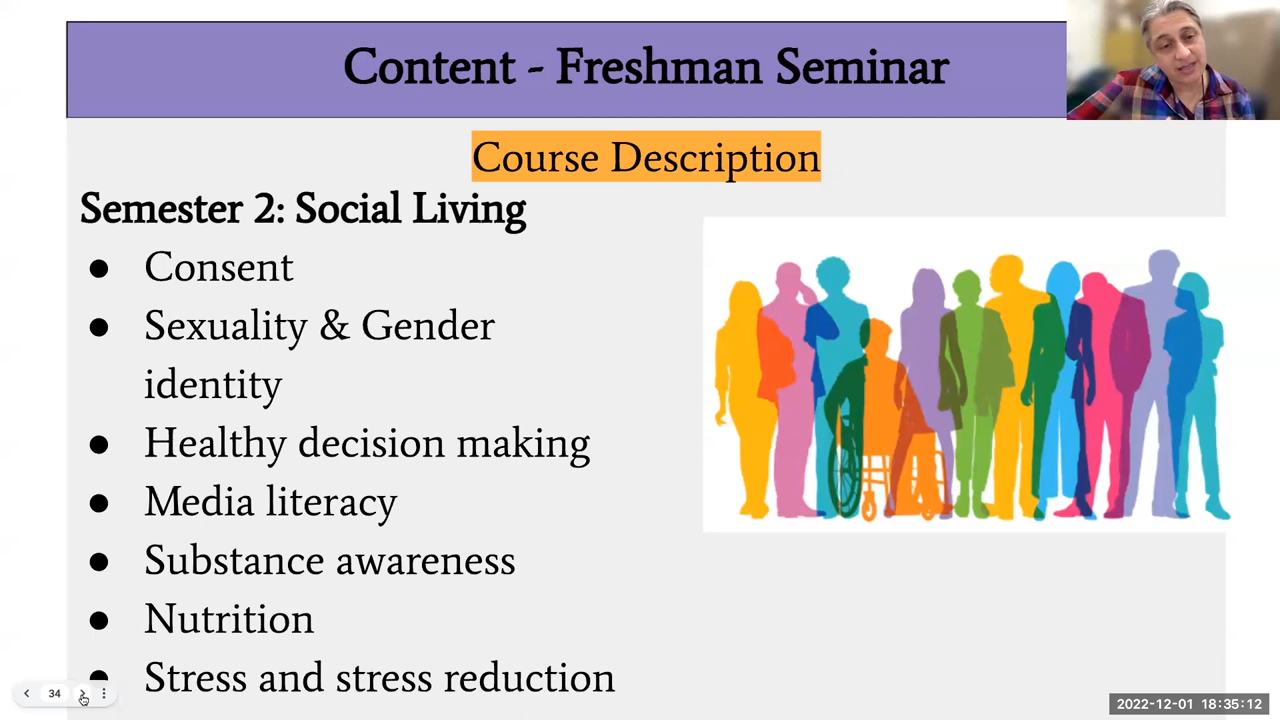 Content - Freshman Seminar
Course Description
Semester 2: Social Living
● Consent
● Sexuality & Gender
identity
● Healthy decision making
● Media literacy
● Substance awareness
● Nutrition
● Stress and stress reduction
34
2022-12-01 18:35:12